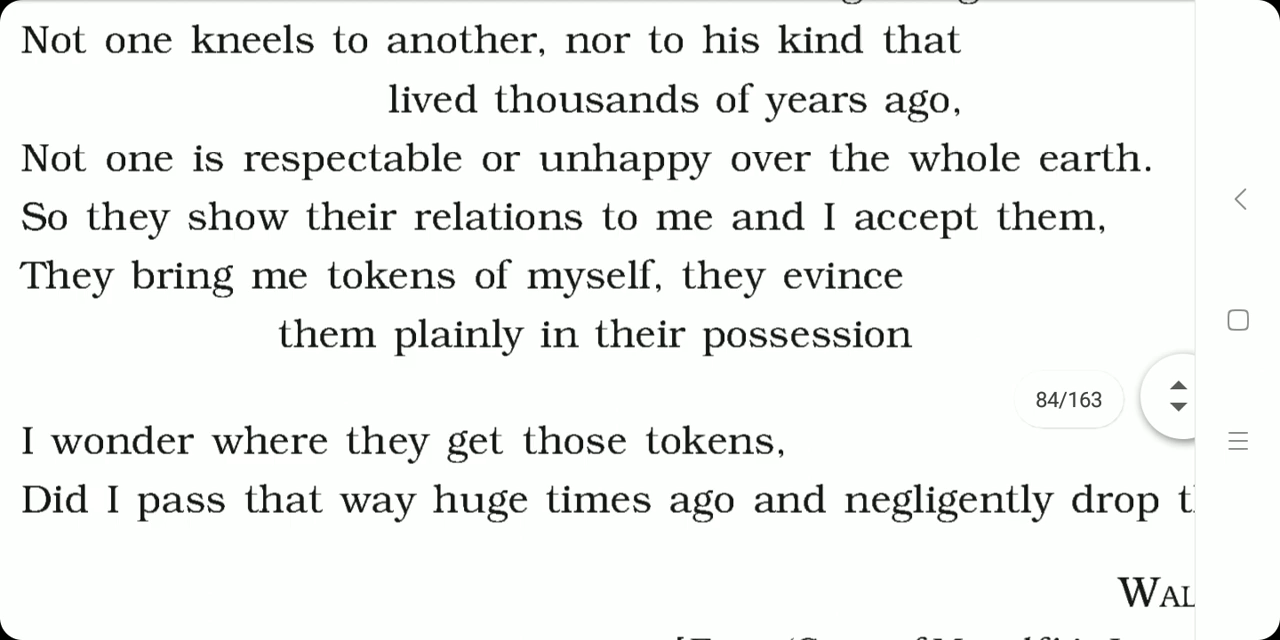 Not one kneels to another, nor to his kind that
lived thousands of years ago,
Not one is respectable or unhappy over the whole earth.
So they show their relations to me and I accept them,
They bring me tokens of myself, they evince
them plainly in their possession
84/163
I wonder where they get those tokens,
Did I pass that way huge times ago and negligently drop